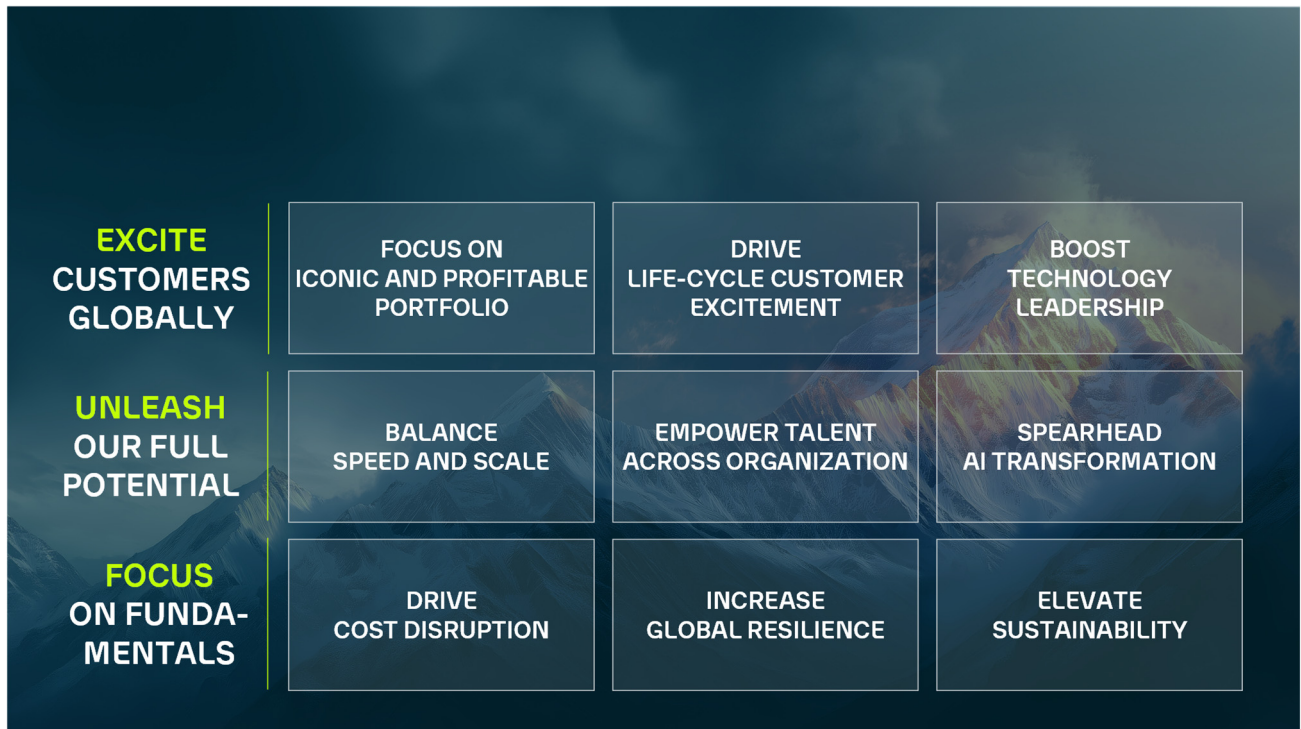 EXCITE
CUSTOMERS
GLOBALLY
FOCUS ON
ICONIC AND PROFITABLE
PORTFOLIO
DRIVE
LIFE-CYCLE CUSTOMER
EXCITEMENT
BOOST
TECHNOLOGY
LEADERSHIP
UNLEASH
OUR FULL
POTENTIAL
BALANCE
SPEED AND SCALE
EMPOWER TALENT
ACROSS ORGANIZATION
SPEARHEAD
AI TRANSFORMATION
FOCUS
ON FUNDA-
MENTALS
DRIVE
COST DISRUPTION
INCREASE
GLOBAL RESILIENCE
ELEVATE
SUSTAINABILITY